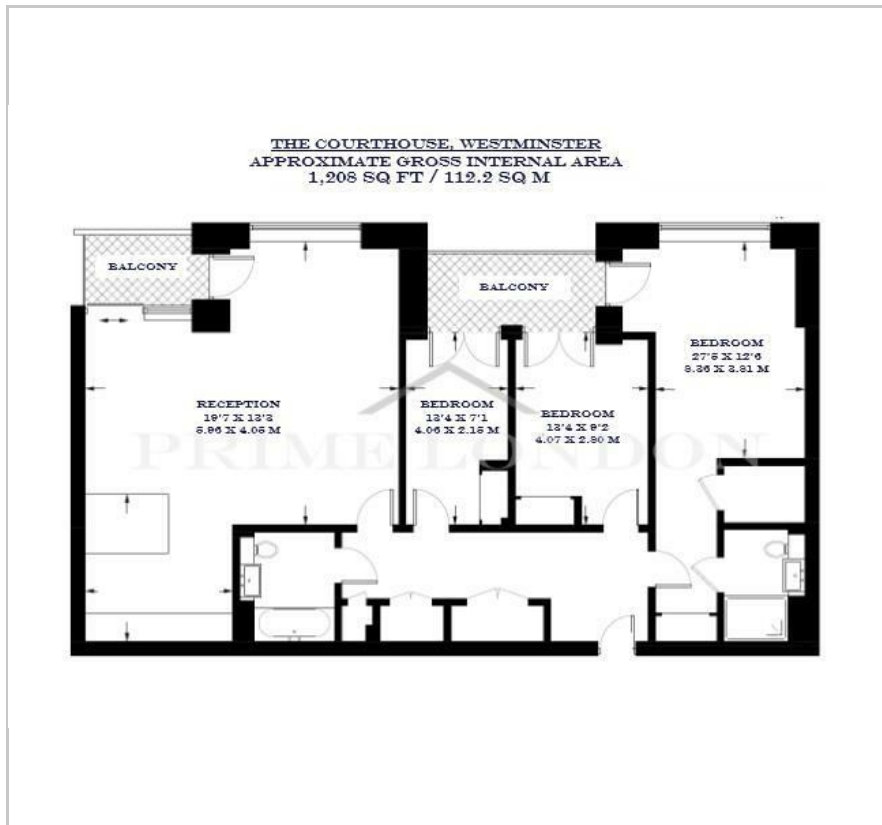 THE COURTHOUSE, WESTMINSTER
APPROXIMATE GROSS INTERNAL AREA
1,208 SQ FT / 112.2 SQ M
BALCONY
BALCONY
BEDROOM
27'5 X 12'6
8.36 X 3.81 M
RECEPTION
19'7 X 13'3
5.96 X 4.05 M
BEDROOM
13'4 X 7'1
4.06 X 2.15 M
BEDROOM
13'4 X 9'2
4.07 X 2.80 M
PRIME LONDON